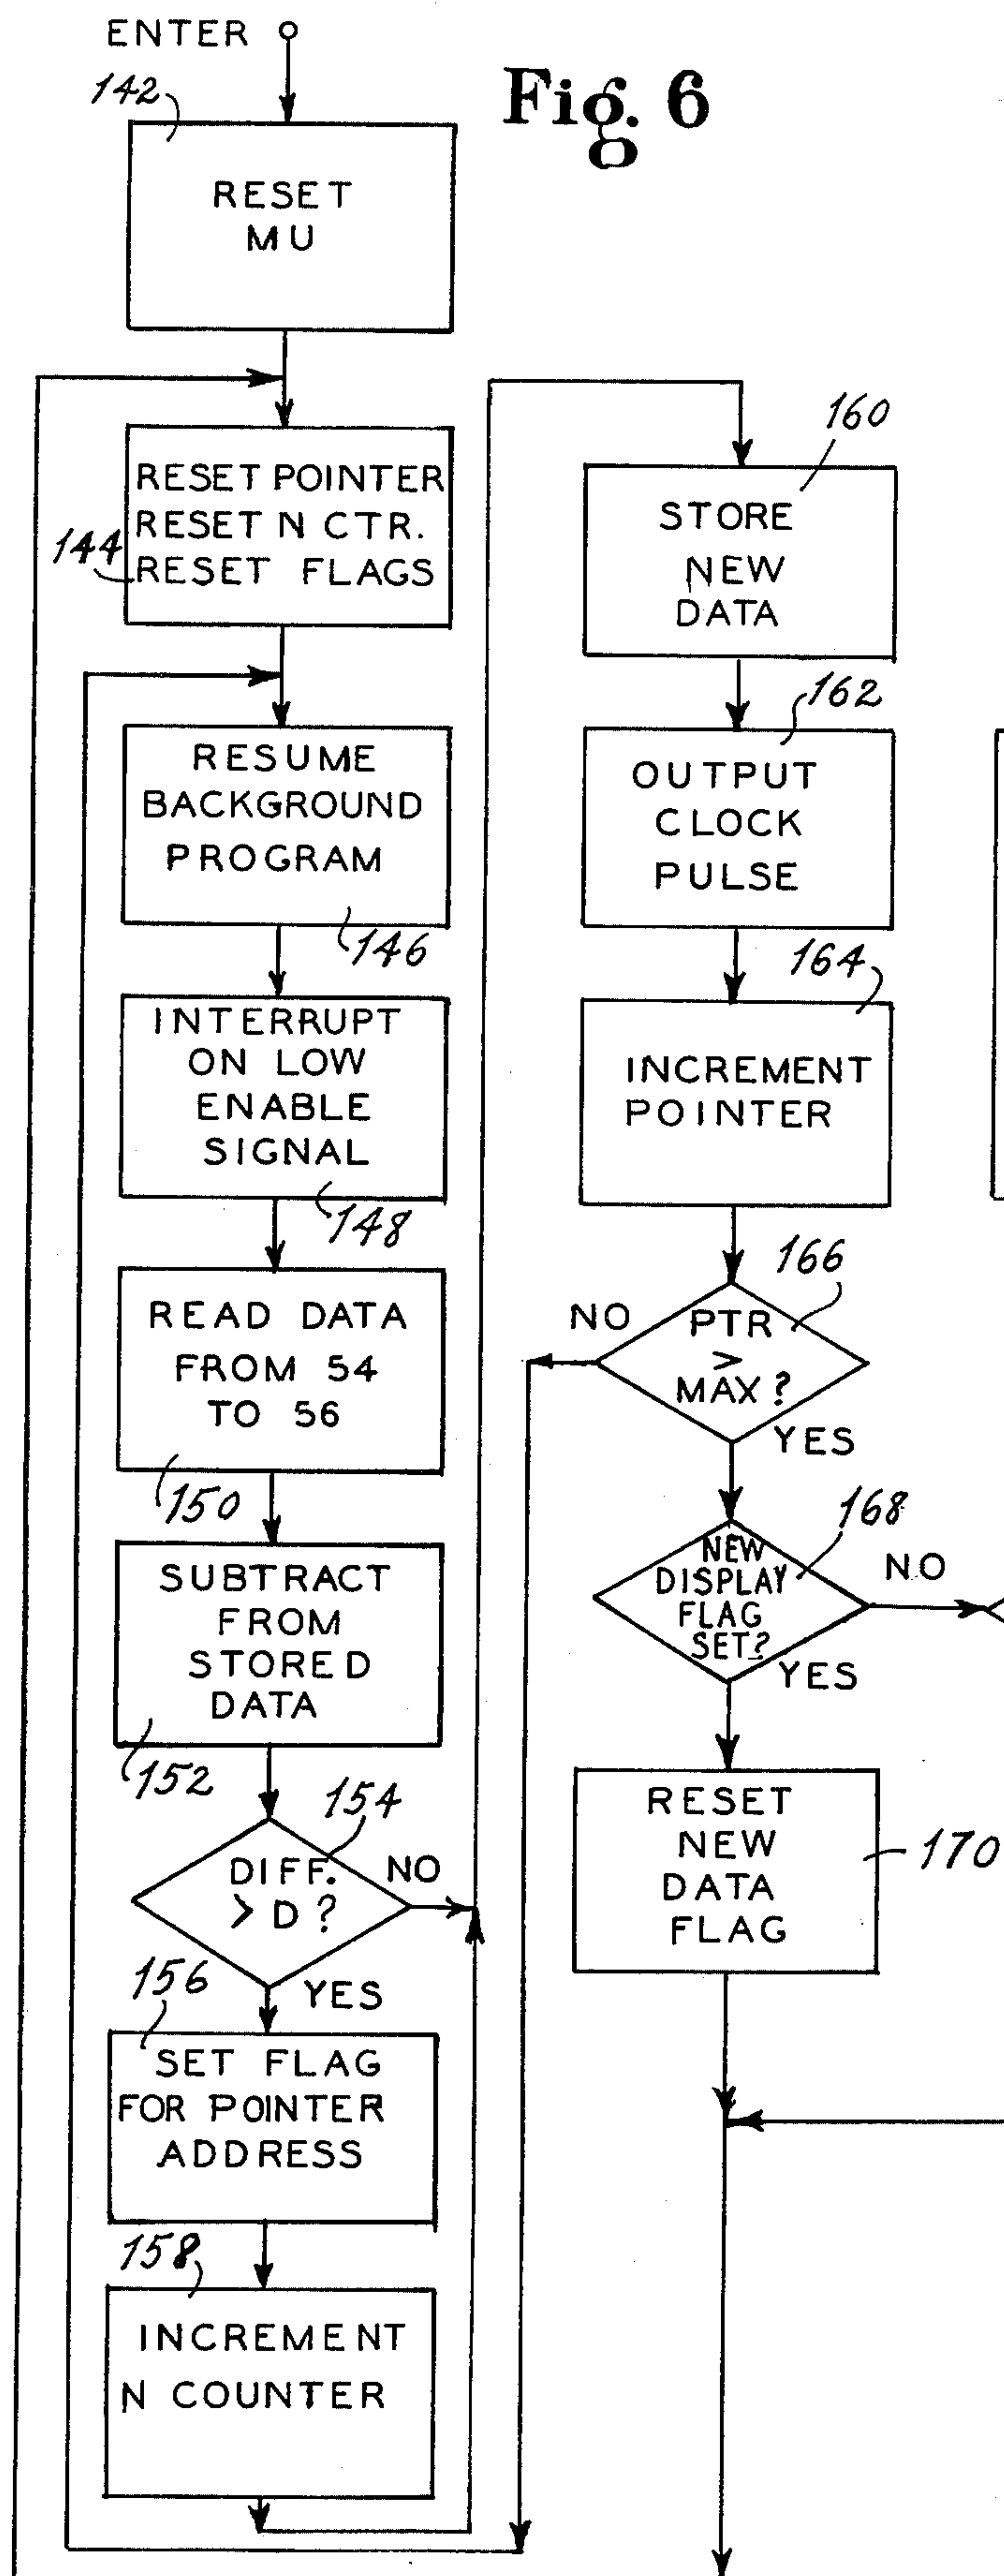 ENTER
Fig. 6
142
RESET
MU
RESET POINTER
RESET N CTR.
144
RESET FLAGS
RESUME
BACKGROUND
PROGRAM
146
INTERRUPT
ON LOW
ENABLE
SIGNAL
148
READ DATA
FROM 54
TO 56
150
SUBTRACT
FROM
STORED
DATA
152
154
DIFF.
> D ?
NO
YES
156
SET FLAG
FOR POINTER
ADDRESS
158
INCREMENT
N COUNTER
160
STORE
NEW
DATA
162
OUTPUT
CLOCK
PULSE
164
INCREMENT
POINTER
166
NO
PTR
>
MAX ?
YES
168
NEW
DISPLAY
FLAG
SET ?
NO
YES
RESET
NEW
DATA
FLAG
170